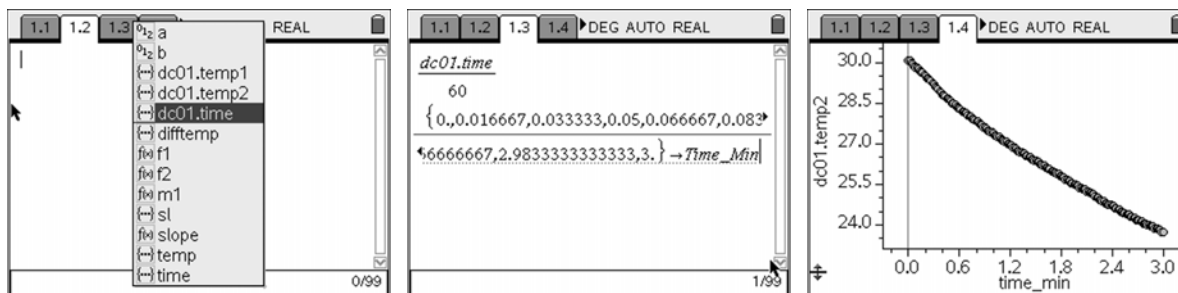 1.1 1.2 1.3 REAL
a
b
dc01.temp1
dc01.temp2
dc01.time
difftemp
f1
f2
m1
sl
slope
temp
time
0/99
1.1 1.2 1.3 1.4 DEG AUTO REAL
dc01.time
60
{0.,0.016667,0.033333,0.05,0.066667,0.083
66666667,2.9833333333333,3.}→Time_Min
1/99
1.1 1.2 1.3 1.4 DEG AUTO REAL
30.0
28.5
27.0
25.5
24.0
dc01.temp2
0.0 0.6 1.2 1.8 2.4 3.0
time_min